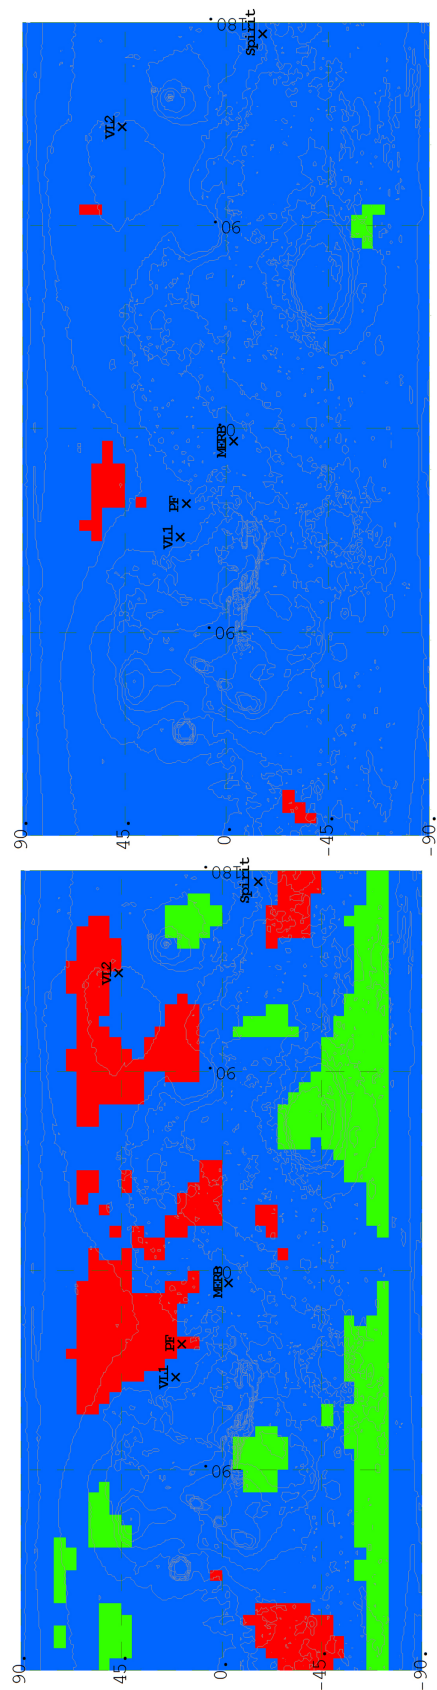 180.
Spirit
VL2
90.
0
MERB
PF
VL1
-90.
90.
45.
0.
-45.
-90.
180.
Spirit
VL2
90.
0
MERB
PF
VL1
-90.
90.
45.
0.
-45.
-90.